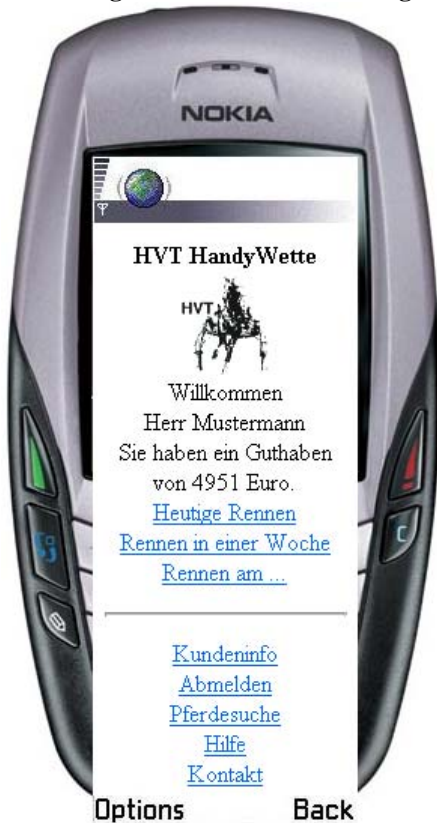 NOKIA
HVT HandyWette
HVT
Willkommen
Herr Mustermann
Sie haben ein Guthaben
von 4951 Euro.
Heutige Rennen
Rennen in einer Woche
Rennen am ...
Kundeninfo
Abmelden
Pferdesuche
Hilfe
Kontakt
Options Back
C